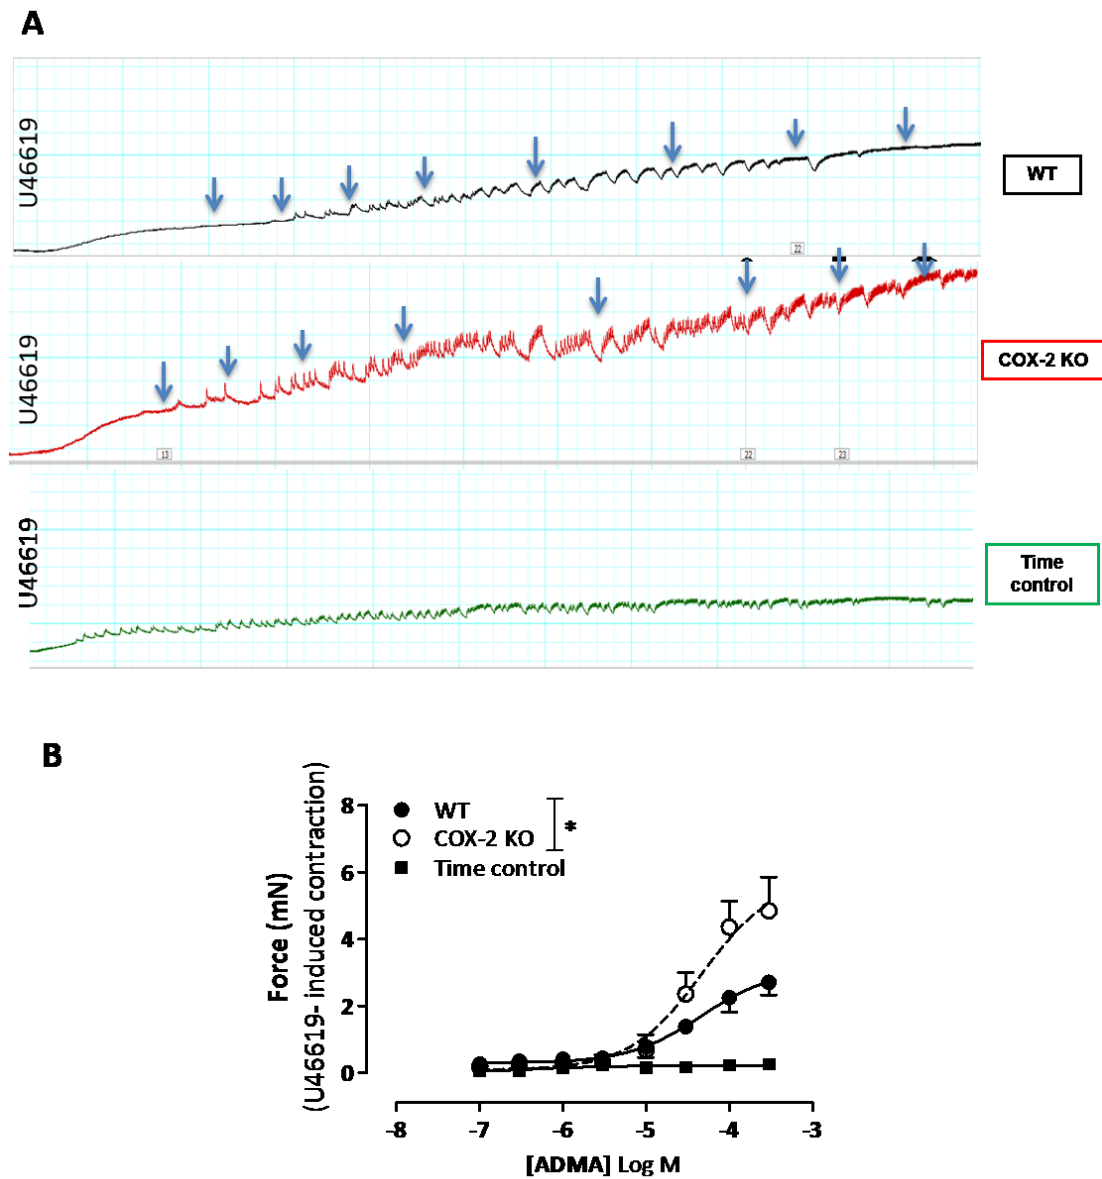 A
U46619
WT
22
U46619
COX-2 KO
13
22
23
U46619
Time
control
B
Force (mN)
(U46619- induced contraction)
8
6
4
2
0
WT
COX-2 KO
Time control
*
-8
-7
-6
-5
-4
-3
[ADMA] Log M